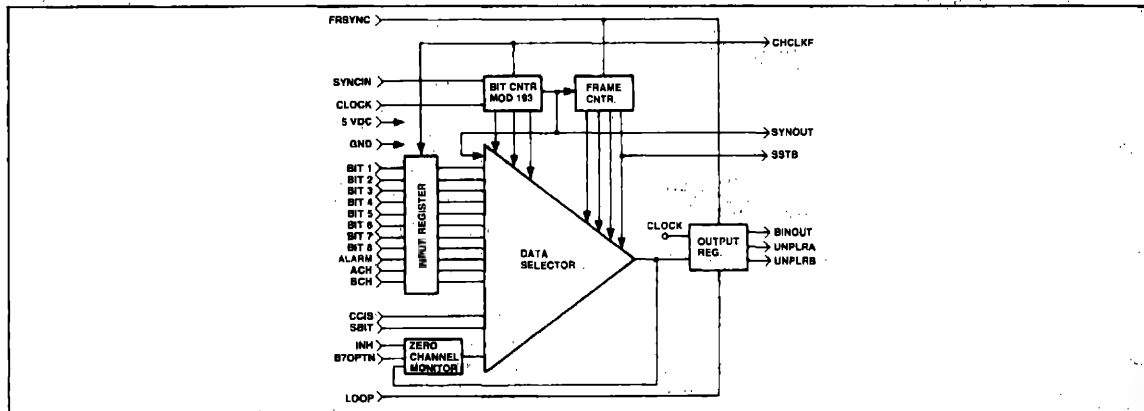 FRSYNC
CHCLKF
SYNCIN
BIT CNTR
MOD 193
FRAME
CNTR.
CLOCK
5 VDC
SYNOUT
GND
SSTB
BIT 1
BIT 2
BIT 3
BIT 4
BIT 5
BIT 6
BIT 7
BIT 8
ALARM
ACH
BCH
INPUT REGISTER
DATA
SELECTOR
CLOCK
OUTPUT
REG.
BINOUT
UNPLRA
UNPLRB
CCIS
SBIT
INH
B7OPTN
ZERO
CHANNEL
MONITOR
LOOP